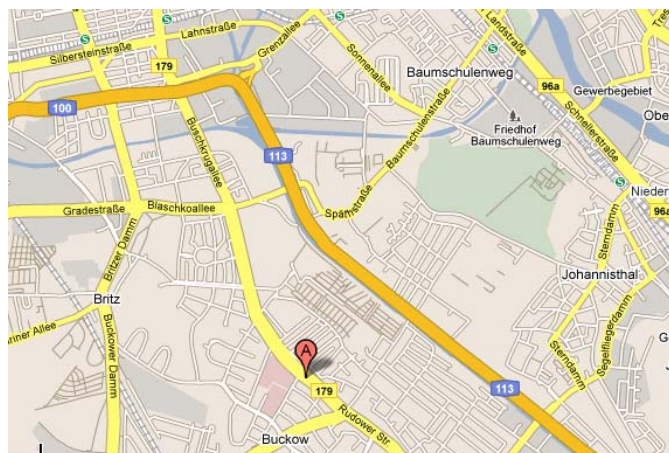 Lahnstraße
Silbersteinstraße
Grenzallee
179
Sonnenallee
Landstraße
Baumschulenweg
96a
Gewerbegebiet
100
Buschkrugallee
113
Baumschulenstraße
Friedhof
Baumschulenweg
Schnellerstraße
Nieder
Gradestraße
Blaschkoallee
Späthstraße
96a
Britzer Damm
Sterndamm
Johannisthal
Britz
Buckower Damm
Segelfliegerdamm
A
Sterndamm
179
113
Rudower Str
Buckow